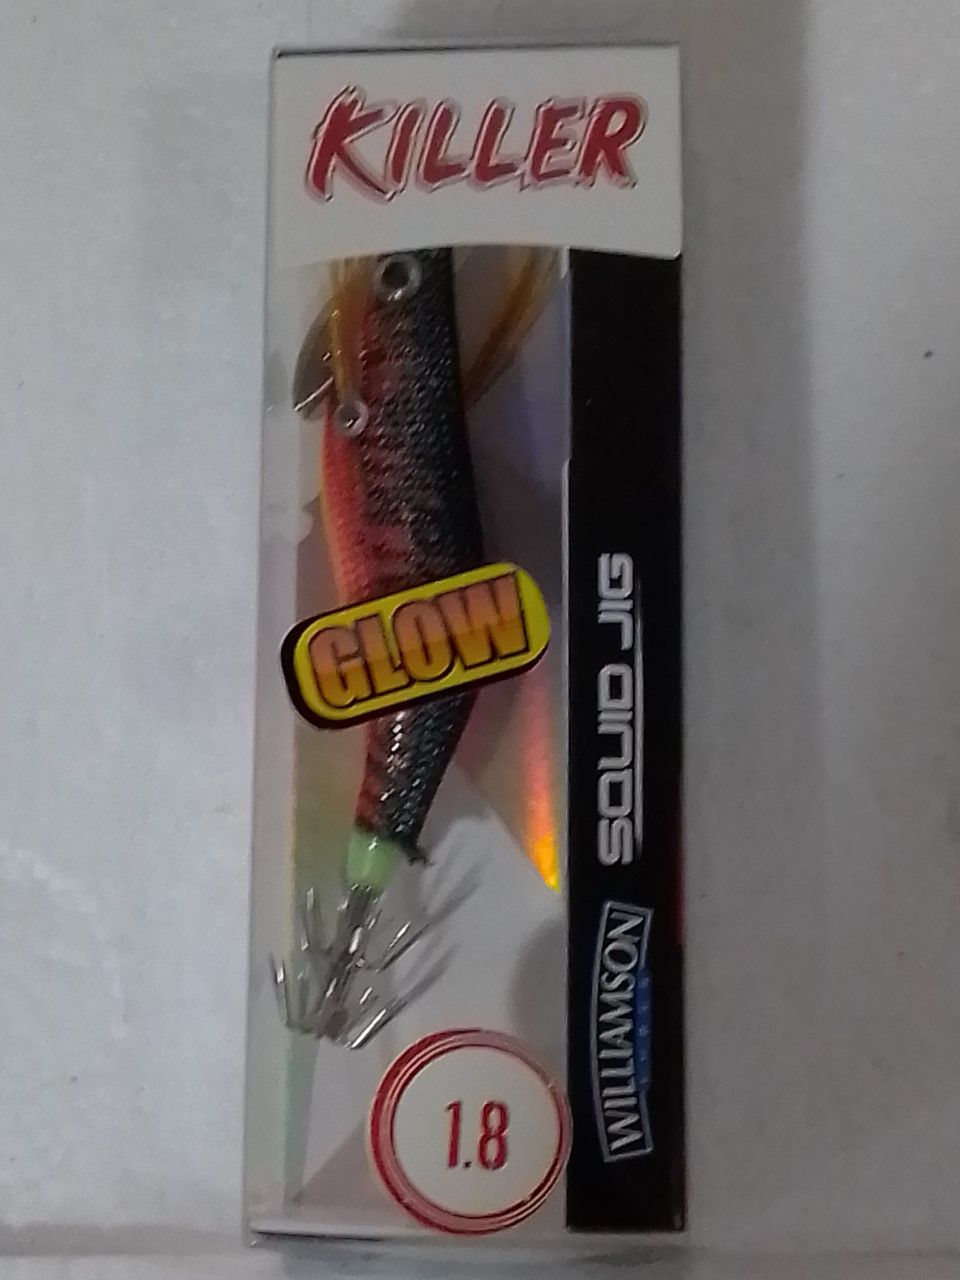 KILLER
GLOW
SQUID JIG
WILLIAMSON
1.8